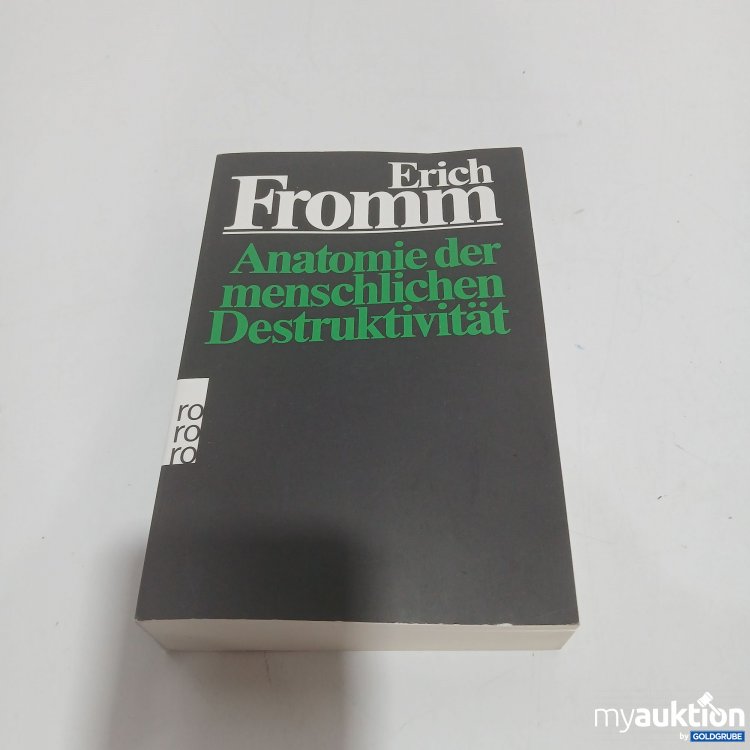 Erich
Fromm
Anatomie der
menschlichen
Destruktivität
ro
ro
ro
myauktion
by GOLDGRUBE